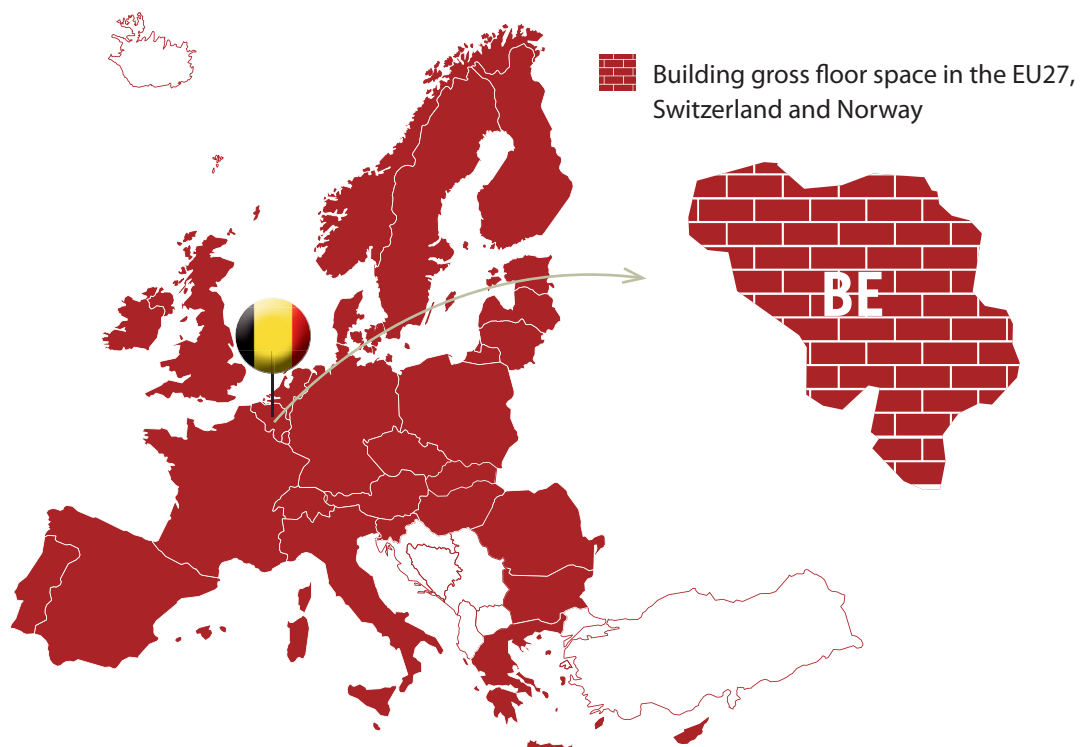 Building gross floor space in the EU27,
Switzerland and Norway
BE